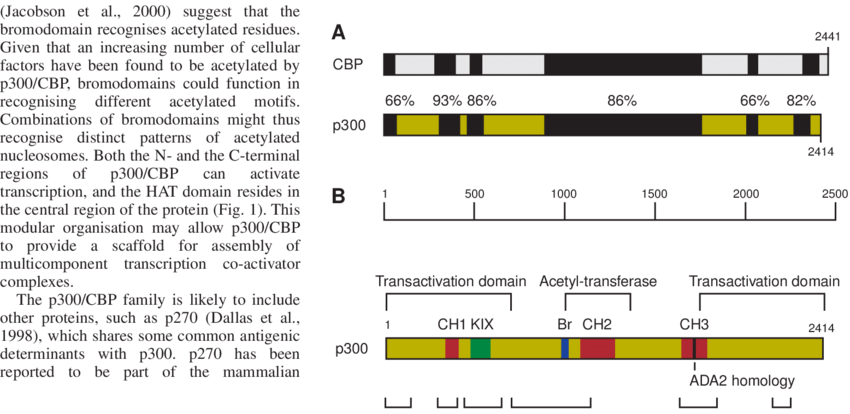 (Jacobson et al., 2000) suggest that the
bromodomain recognises acetylated residues.
Given that an increasing number of cellular
factors have been found to be acetylated by
p300/CBP, bromodomains could function in
recognising different acetylated motifs.
Combinations of bromodomains might thus
recognise distinct patterns of acetylated
nucleosomes. Both the N- and the C-terminal
regions of p300/CBP can activate
transcription, and the HAT domain resides in
the central region of the protein (Fig. 1). This
modular organisation may allow p300/CBP
to provide a scaffold for assembly of
multicomponent transcription co-activator
complexes.
The p300/CBP family is likely to include
other proteins, such as p270 (Dallas et al.,
1998), which shares some common antigenic
determinants with p300. p270 has been
reported to be part of the mammalian
A
2441
CBP
66% 93% 86% 86% 66% 82%
p300
2414
B
1 500 1000 1500 2000 2500
Transactivation domain Acetyl-transferase Transactivation domain
1 CH1 KIX Br CH2 CH3 2414
p300
ADA2 homology